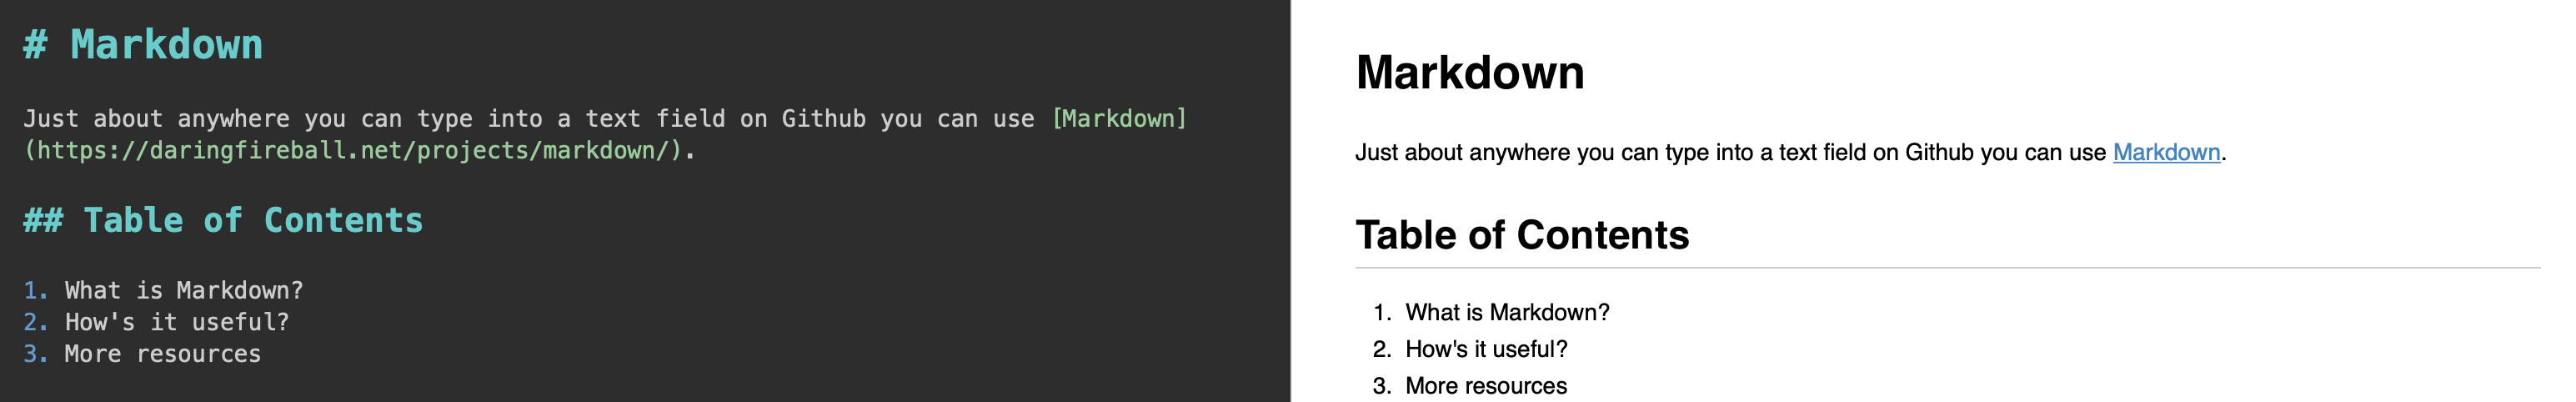 # Markdown
Just about anywhere you can type into a text field on Github you can use [Markdown]
(https://daringfireball.net/projects/markdown/).
## Table of Contents
1. What is Markdown?
2. How's it useful?
3. More resources
Markdown
Just about anywhere you can type into a text field on Github you can use Markdown.
Table of Contents
1. What is Markdown?
2. How's it useful?
3. More resources